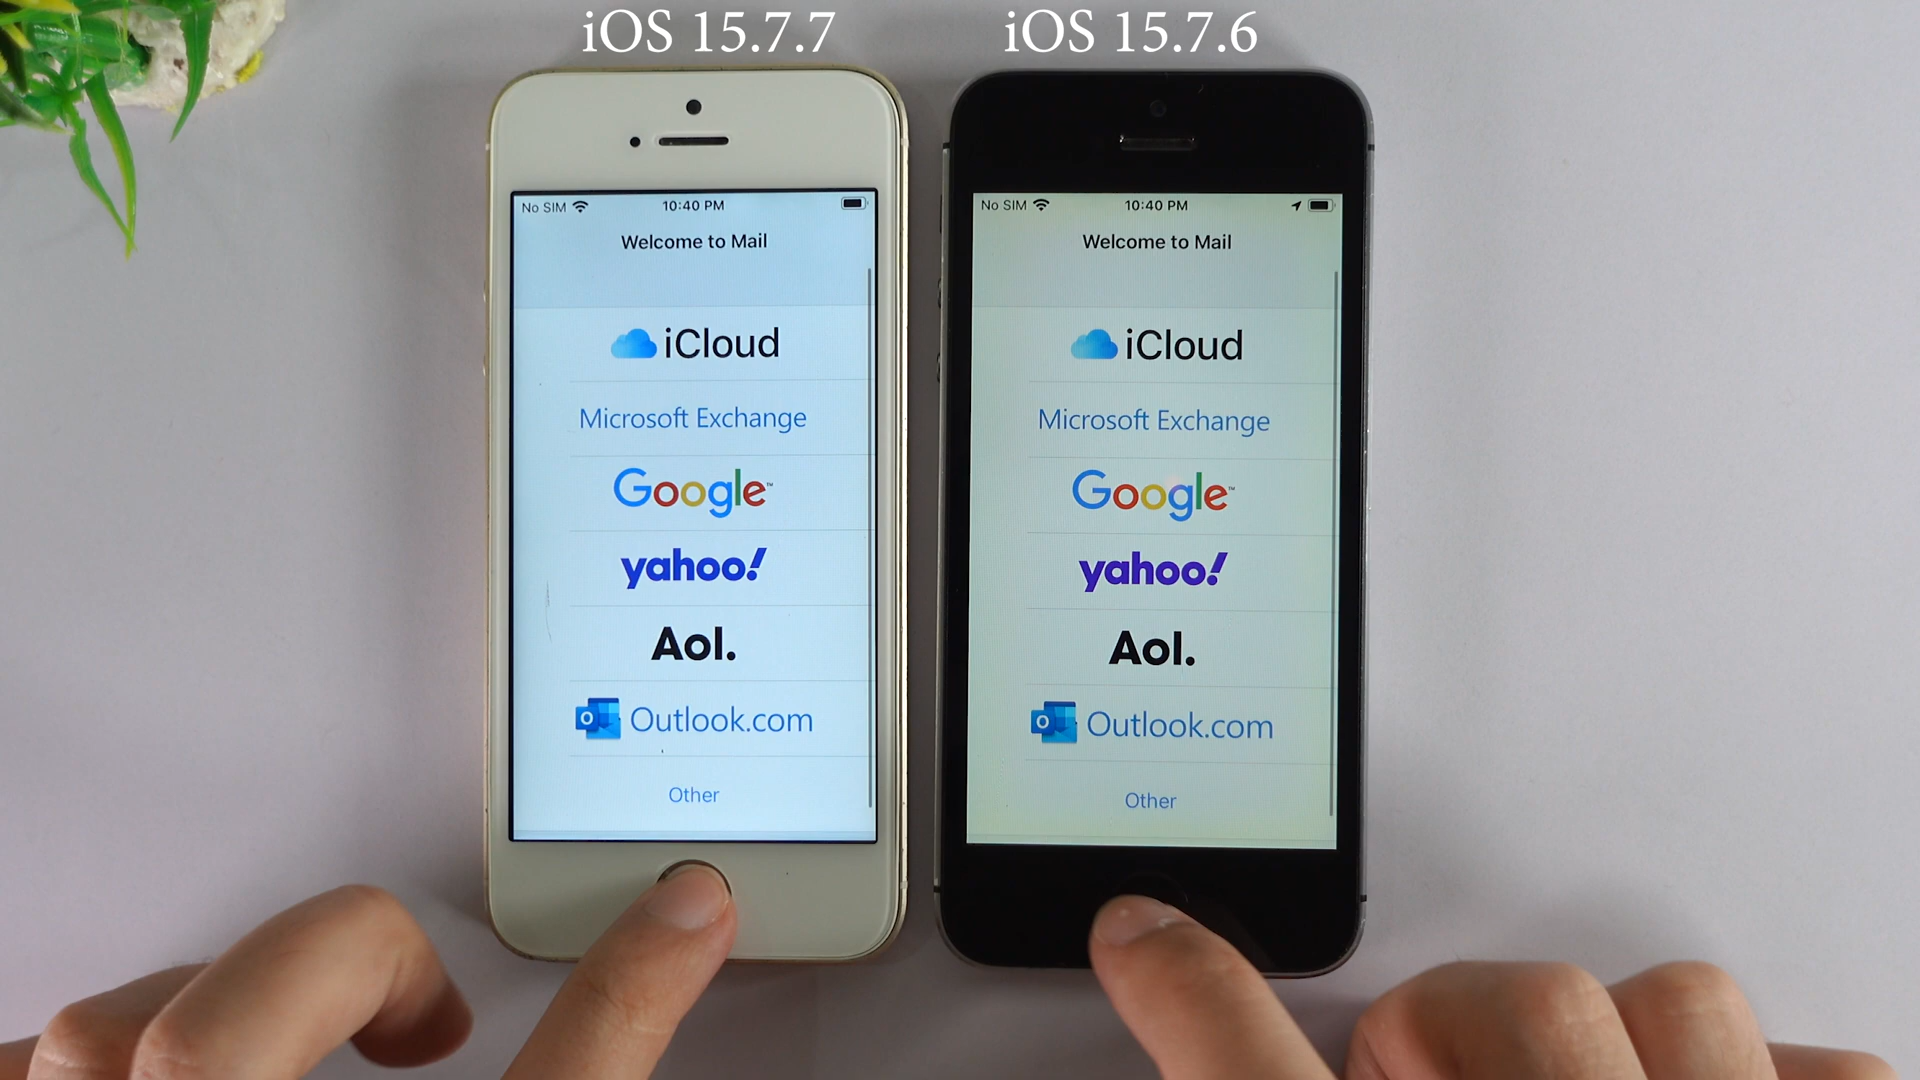 iOS 15.7.7
iOS 15.7.6
No SIM 10:40 PM
Welcome to Mail
iCloud
Microsoft Exchange
Google™
yahoo!
Aol.
Outlook.com
Other
No SIM 10:40 PM
Welcome to Mail
iCloud
Microsoft Exchange
Google™
yahoo!
Aol.
Outlook.com
Other